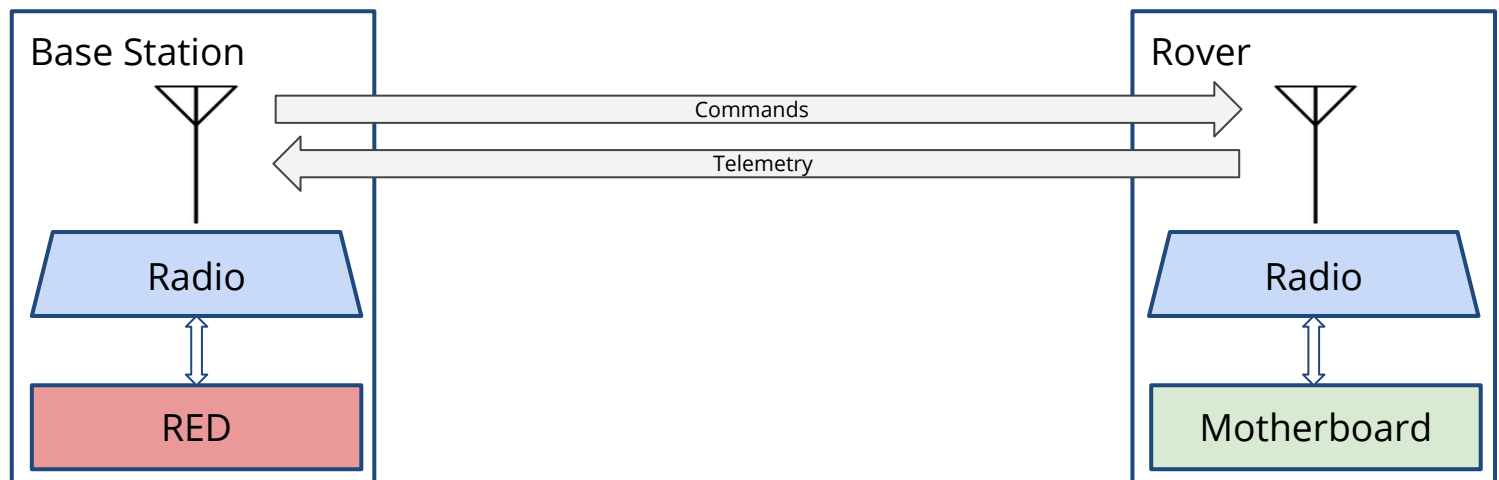 Base Station
Rover
Commands
Telemetry
Radio
Radio
RED
Motherboard